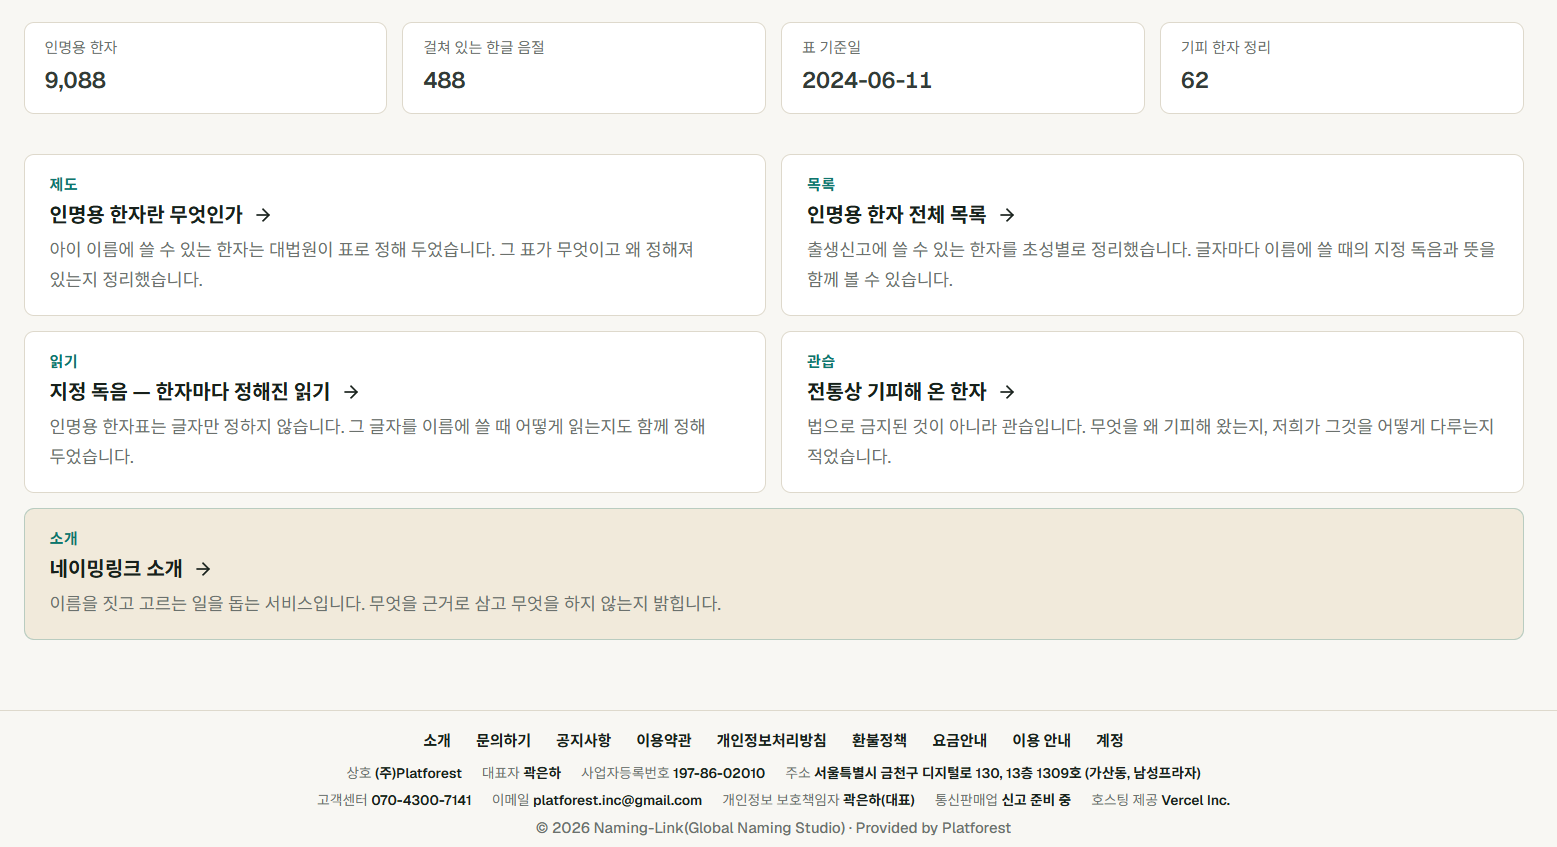 인명용 한자
9,088
걸쳐 있는 한글 음절
488
표 기준일
2024-06-11
기피 한자 정리
62
제도
인명용 한자란 무엇인가 →
아이 이름에 쓸 수 있는 한자는 대법원이 표로 정해 두었습니다. 그 표가 무엇이고 왜 정해져
있는지 정리했습니다.
목록
인명용 한자 전체 목록 →
출생신고에 쓸 수 있는 한자를 초성별로 정리했습니다. 글자마다 이름에 쓸 때의 지정 독음과 뜻을
함께 볼 수 있습니다.
읽기
지정 독음 — 한자마다 정해진 읽기 →
인명용 한자표는 글자만 정하지 않습니다. 그 글자를 이름에 쓸 때 어떻게 읽는지도 함께 정해
두었습니다.
관습
전통상 기피해 온 한자 →
법으로 금지된 것이 아니라 관습입니다. 무엇을 왜 기피해 왔는지, 저희가 그것을 어떻게 다루는지
적었습니다.
소개
네이밍링크 소개 →
이름을 짓고 고르는 일을 돕는 서비스입니다. 무엇을 근거로 삼고 무엇을 하지 않는지 밝힙니다.
소개 문의하기 공지사항 이용약관 개인정보처리방침 환불정책 요금안내 이용 안내 계정
상호 (주)Platforest 대표자 곽은하 사업자등록번호 197-86-02010 주소 서울특별시 금천구 디지털로 130, 13층 1309호 (가산동, 남성프라자)
고객센터 070-4300-7141 이메일 platforest.inc@gmail.com 개인정보 보호책임자 곽은하(대표) 통신판매업 신고 준비 중 호스팅 제공 Vercel Inc.
© 2026 Naming-Link(Global Naming Studio) · Provided by Platforest